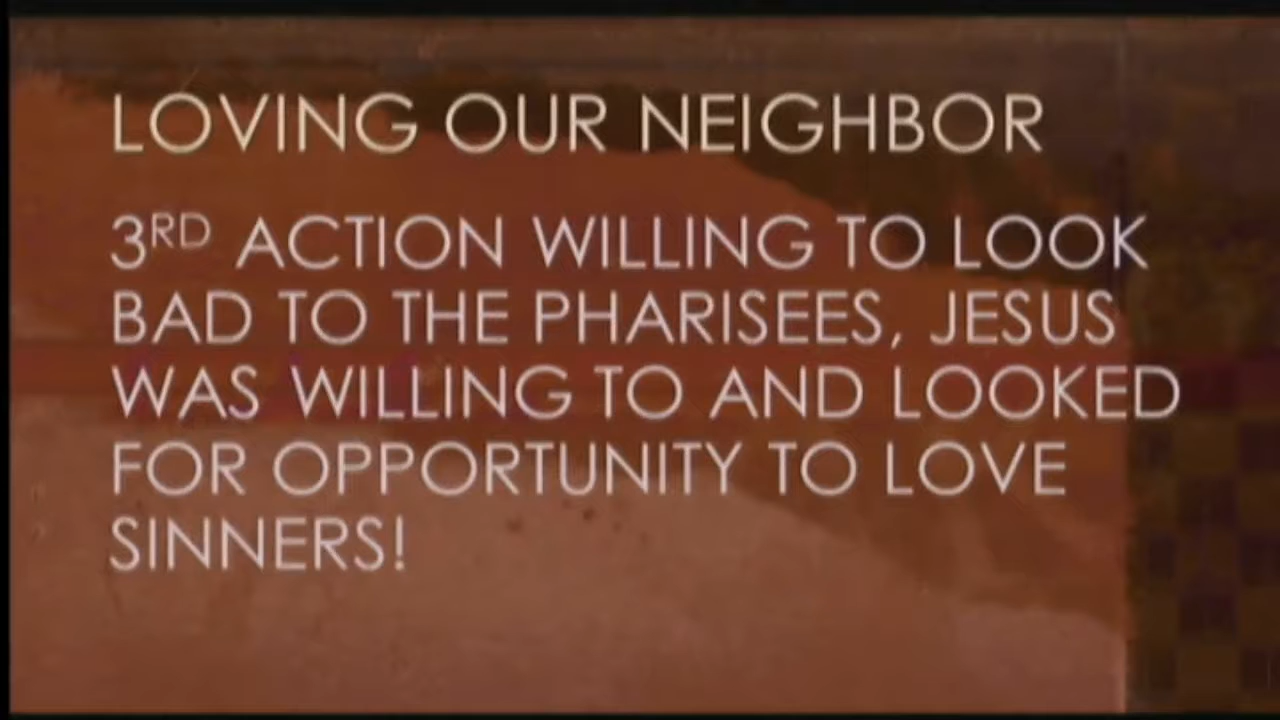 LOVING OUR NEIGHBOR
3RD ACTION WILLING TO LOOK
BAD TO THE PHARISEES, JESUS
WAS WILLING TO AND LOOKED
FOR OPPORTUNITY TO LOVE
SINNERS!